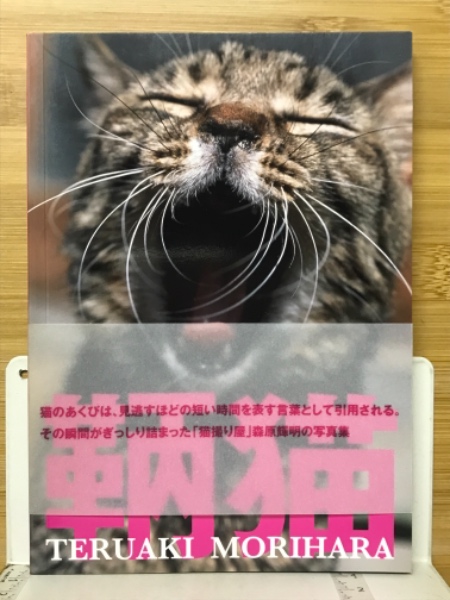 猫のあくびは、見逃すほどの短い時間を表す言葉として引用される。
その瞬間がぎっしり詰まった「猫撮り屋」森原輝明の写真集
鞆猫
TERUAKI MORIHARA